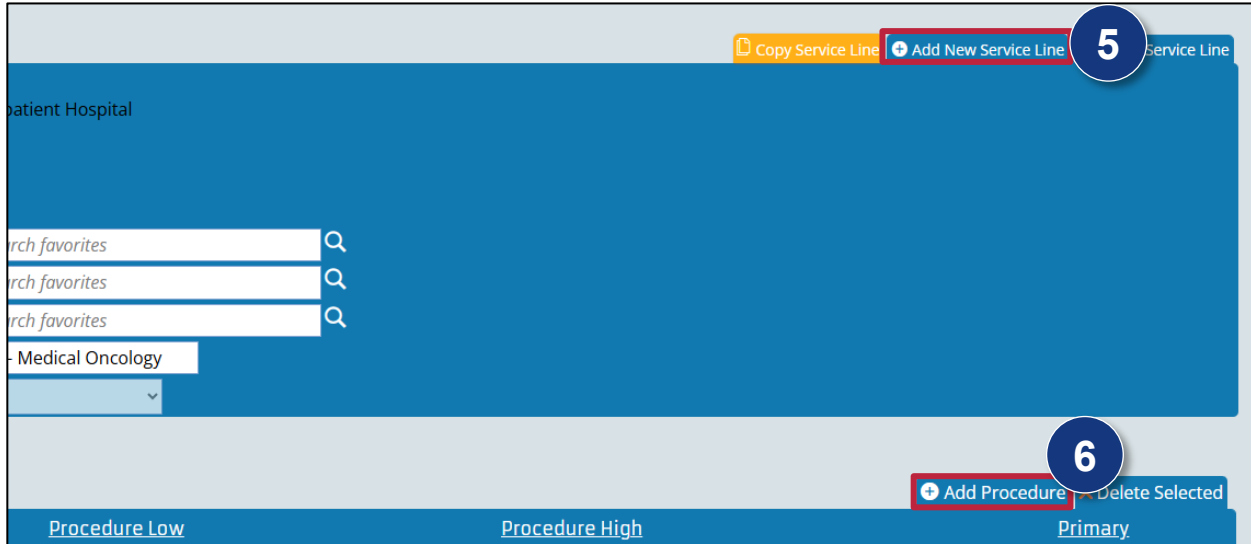 Copy Service Line Add New Service Line 5 Service Line
patient Hospital
rch favorites
rch favorites
rch favorites
- Medical Oncology
6
Add Procedure Delete Selected
Procedure Low Procedure High Primary